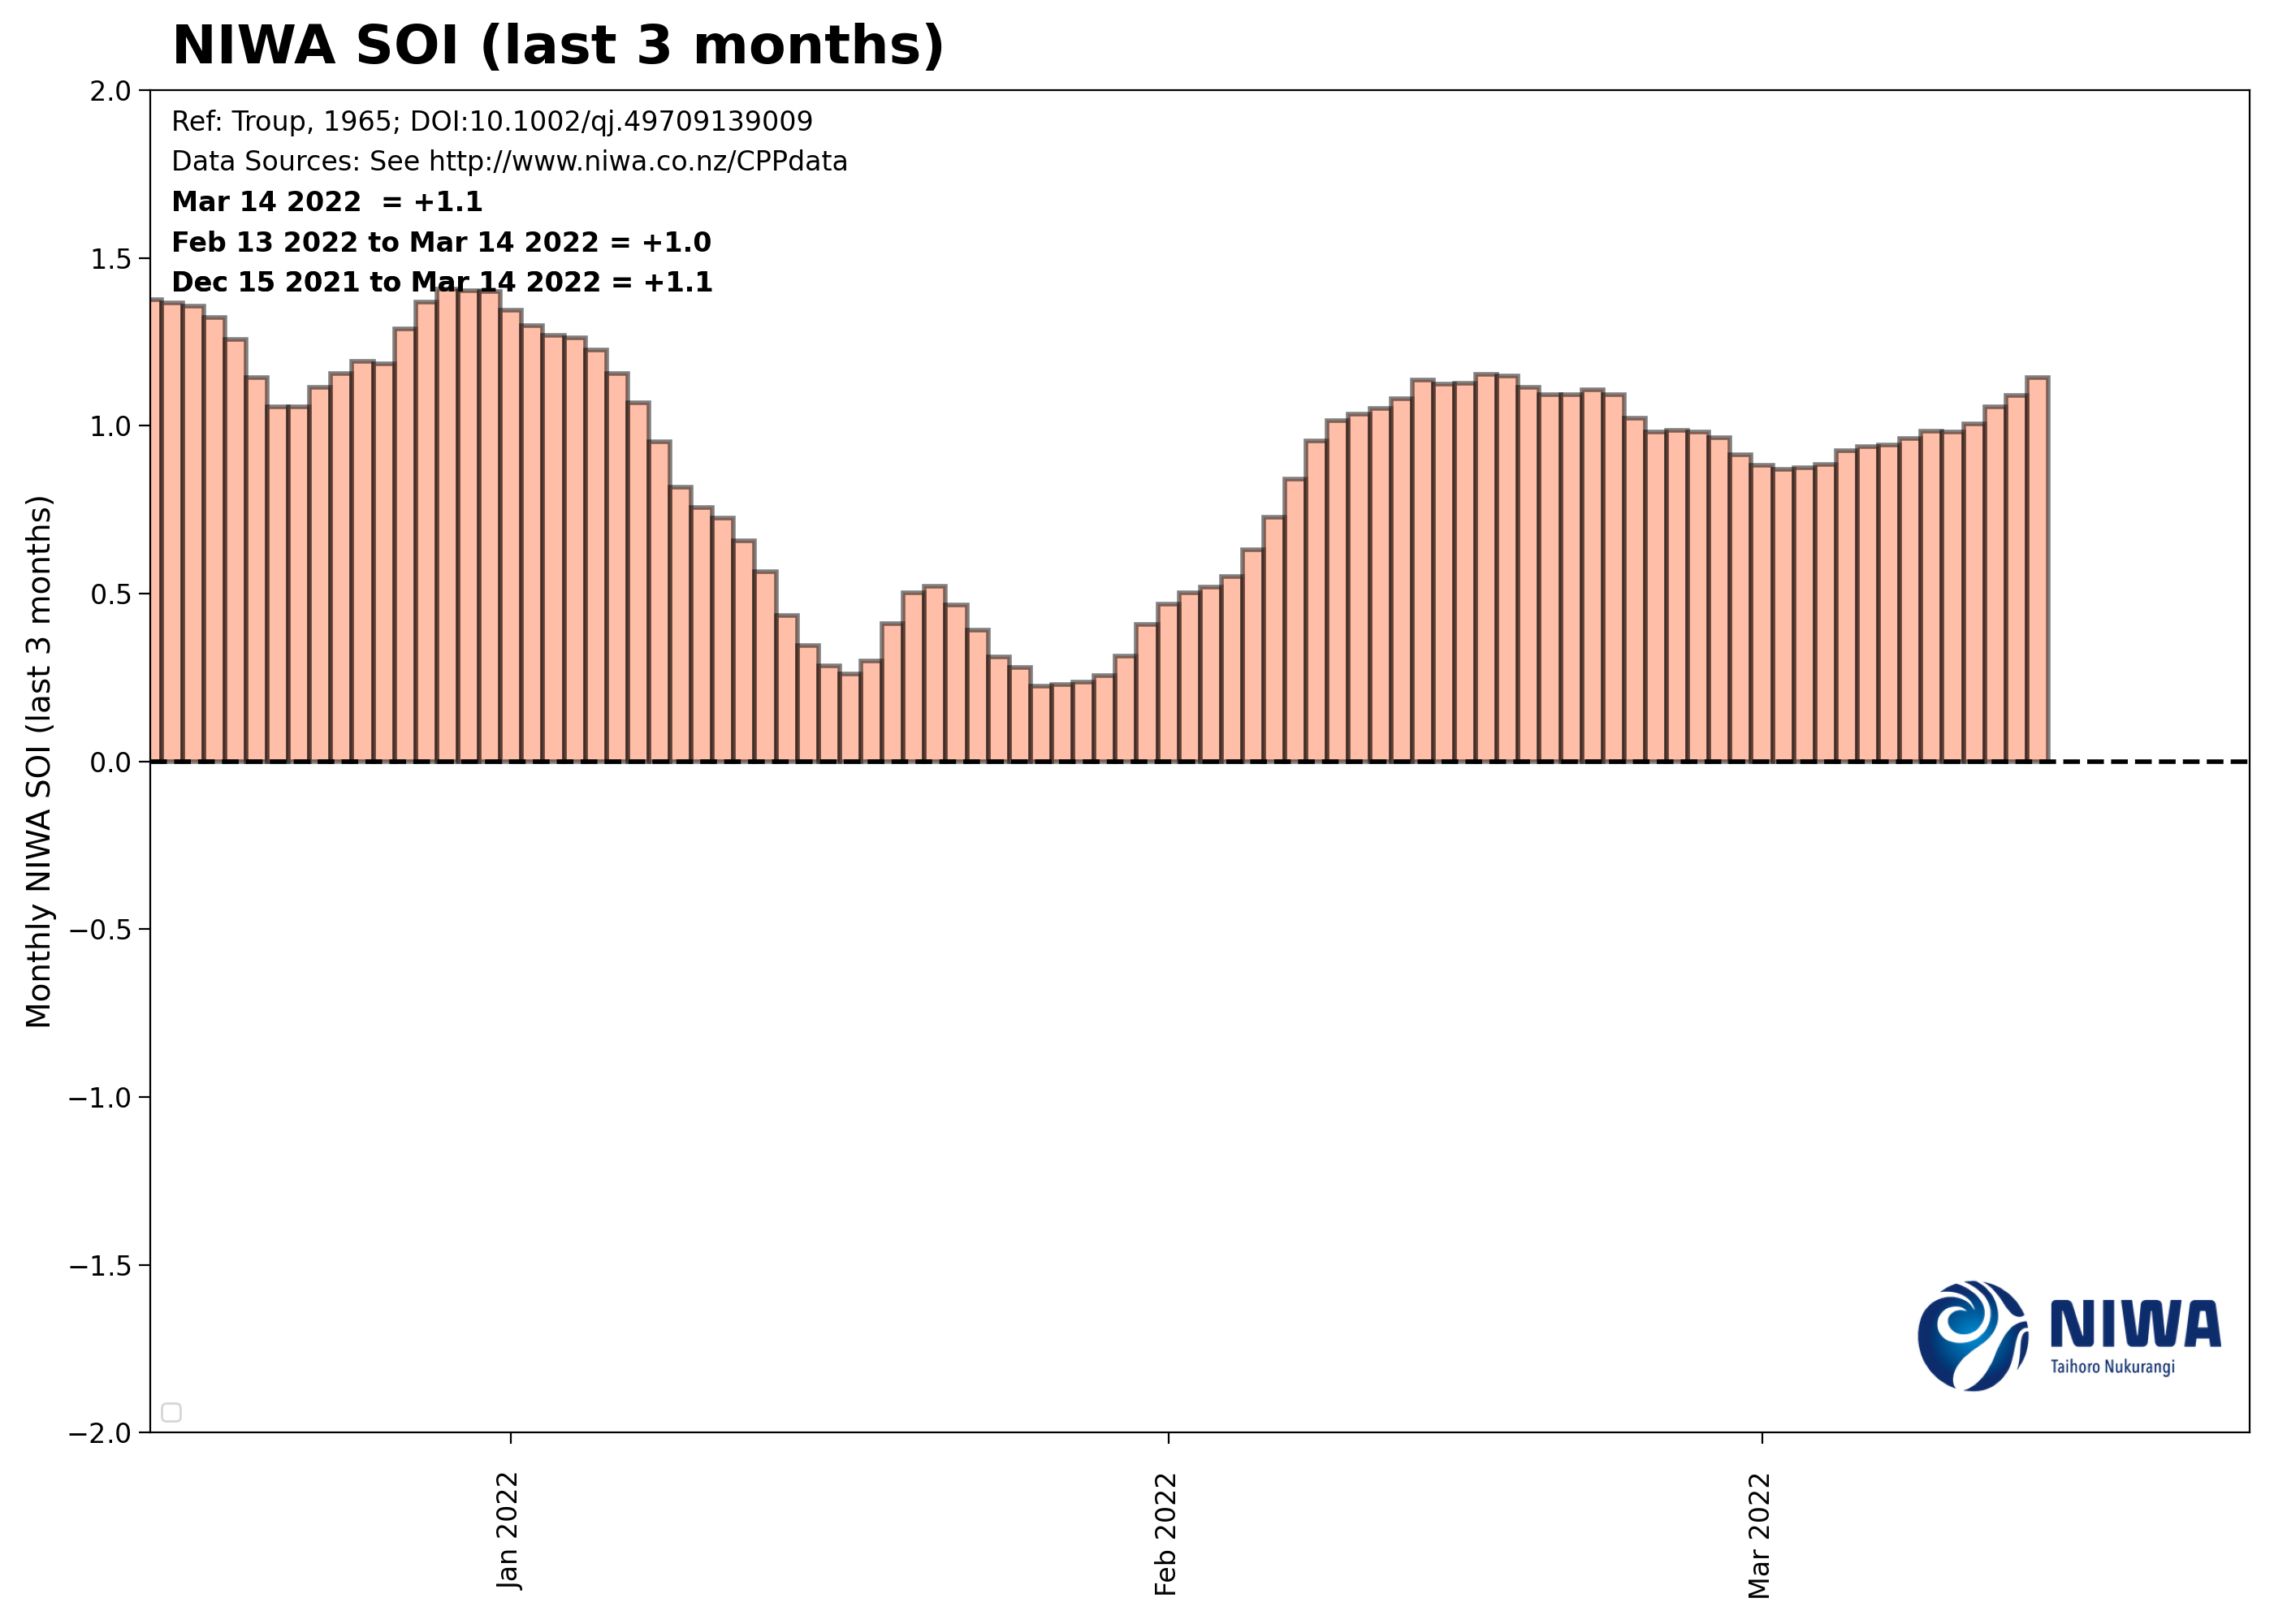 NIWA SOI (last 3 months)
Ref: Troup, 1965; DOI:10.1002/qj.49709139009
Data Sources: See http://www.niwa.co.nz/CPPdata
Mar 14 2022  = +1.1
Feb 13 2022 to Mar 14 2022 = +1.0
Dec 15 2021 to Mar 14 2022 = +1.1
Monthly NIWA SOI (last 3 months)
2.0
1.5
1.0
0.5
0.0
−0.5
−1.0
−1.5
−2.0
NIWA
Taihoro Nukurangi
Jan 2022
Feb 2022
Mar 2022